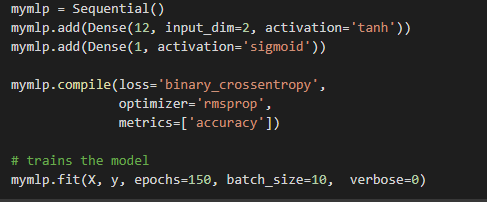 mymlp = Sequential()
mymlp.add(Dense(12, input_dim=2, activation='tanh'))
mymlp.add(Dense(1, activation='sigmoid'))

mymlp.compile(loss='binary_crossentropy',
              optimizer='rmsprop',
              metrics=['accuracy'])

# trains the model
mymlp.fit(X, y, epochs=150, batch_size=10,  verbose=0)